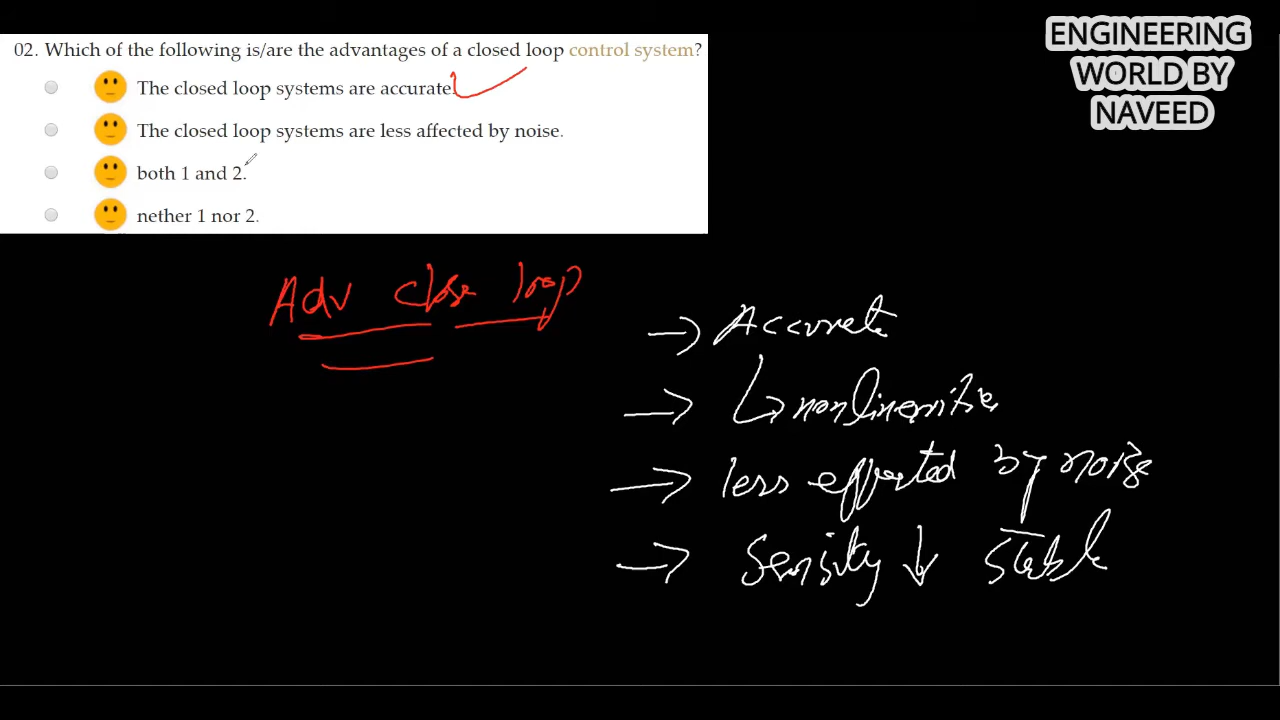 ENGINEERING
WORLD BY
NAVEED
02. Which of the following is/are the advantages of a closed loop control system?
The closed loop systems are accurate.
The closed loop systems are less affected by noise.
both 1 and 2.
nether 1 nor 2.
Adv close loop
→ Accurate
→ ↳ nonlinearitie
→ less effected by noise
→ Sensity ↓ stable